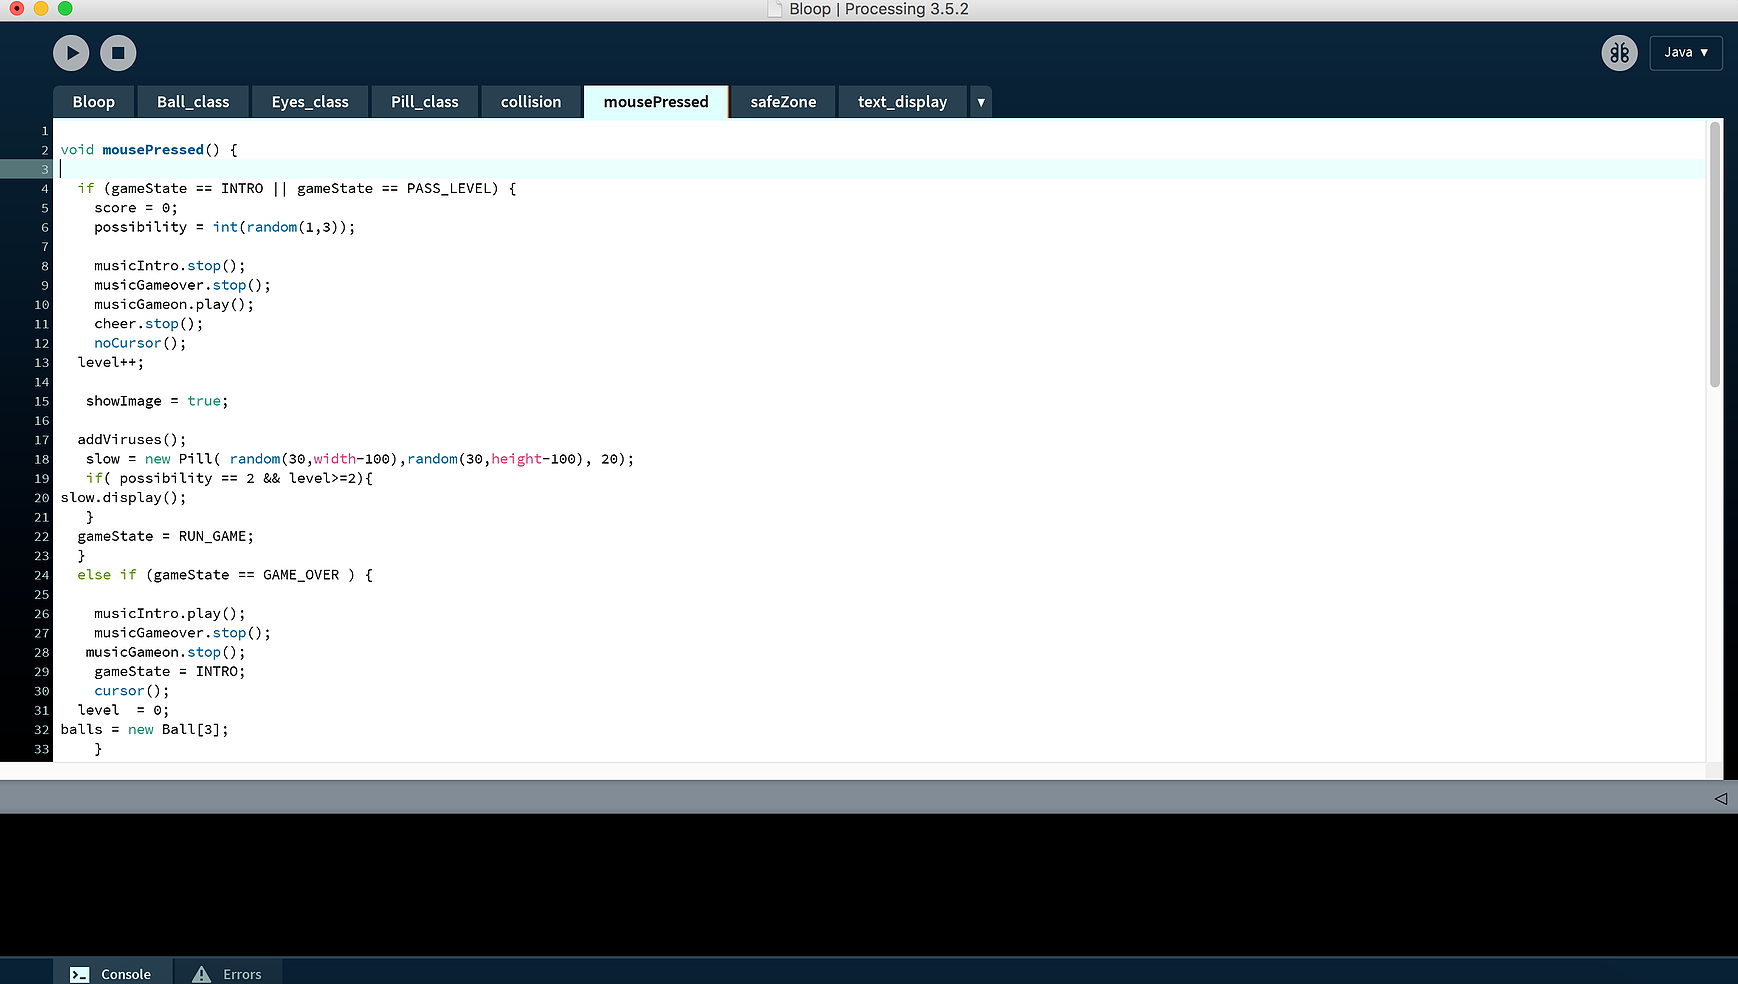 Bloop | Processing 3.5.2
Java ▼
Bloop Ball_class Eyes_class Pill_class collision mousePressed safeZone text_display ▼
1
2 void mousePressed() {
3
4 if (gameState == INTRO || gameState == PASS_LEVEL) {
5 score = 0;
6 possibility = int(random(1,3));
7
8 musicIntro.stop();
9 musicGameover.stop();
10 musicGameon.play();
11 cheer.stop();
12 noCursor();
13 level++;
14
15 showImage = true;
16
17 addViruses();
18 slow = new Pill( random(30,width-100),random(30,height-100), 20);
19 if( possibility == 2 && level>=2){
20 slow.display();
21 }
22 gameState = RUN_GAME;
23 }
24 else if (gameState == GAME_OVER ) {
25
26 musicIntro.play();
27 musicGameover.stop();
28 musicGameon.stop();
29 gameState = INTRO;
30 cursor();
31 level  = 0;
32 balls = new Ball[3];
33 }
Console Errors